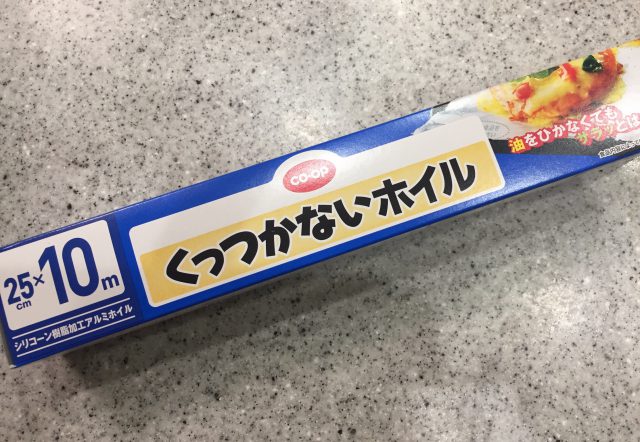 CO·OP
くっつかないホイル
25cm×10m
シリコーン樹脂加工アルミホイル
油をひかなくても